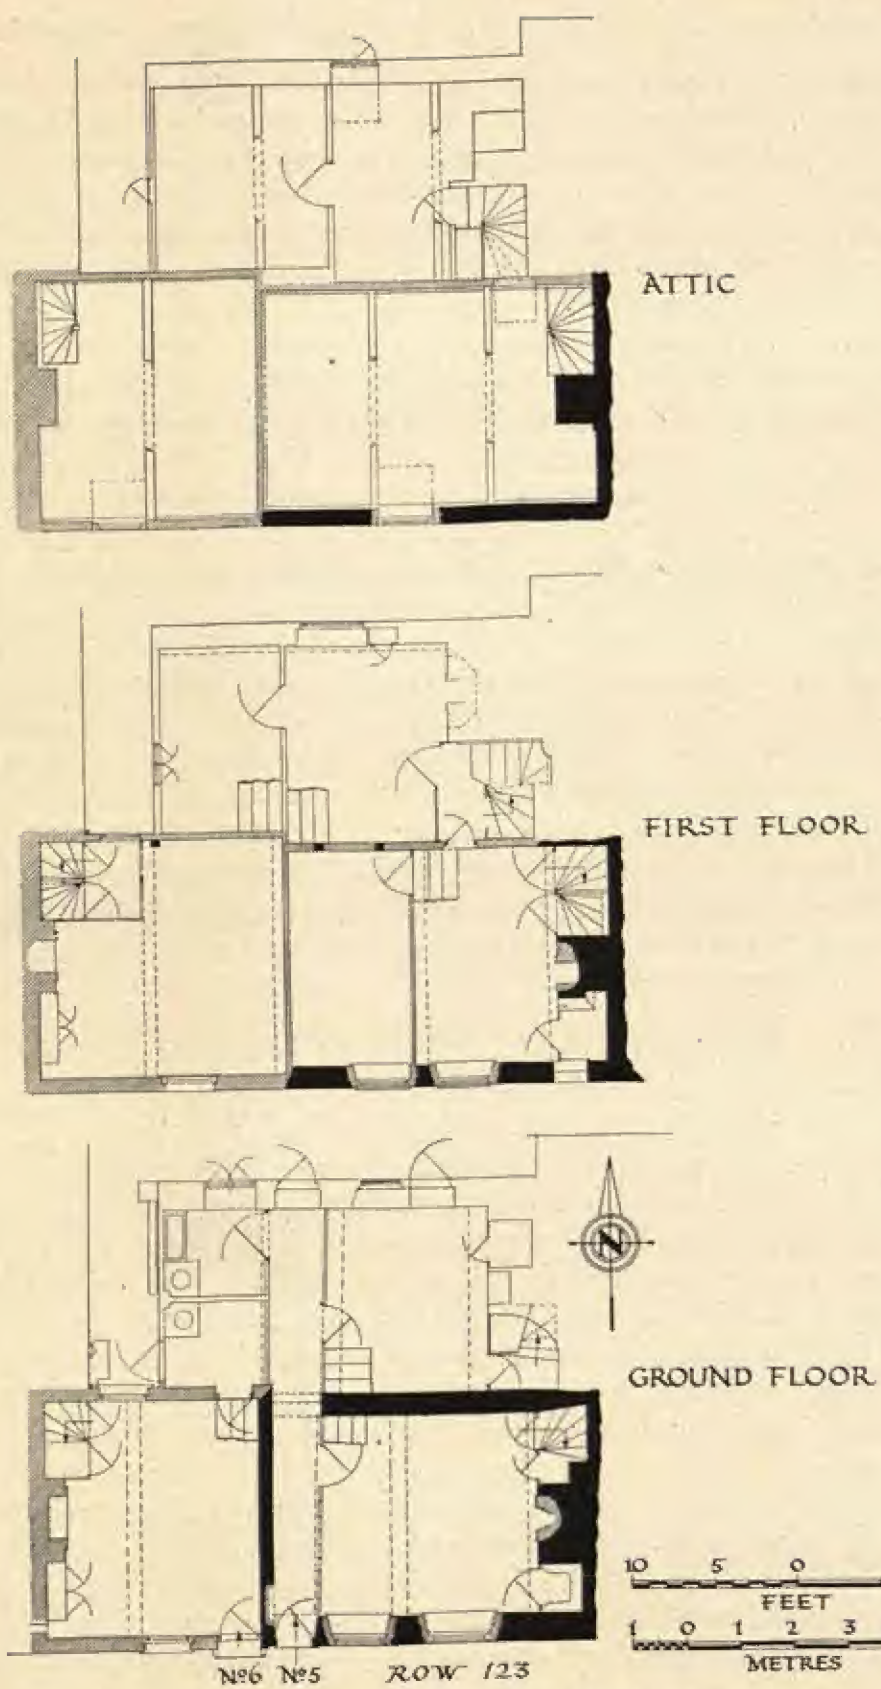 ATTIC
FIRST FLOOR
N
GROUND FLOOR
10 5 0
FEET
1 0 1 2 3
METRES
Nº6 Nº5 ROW 123